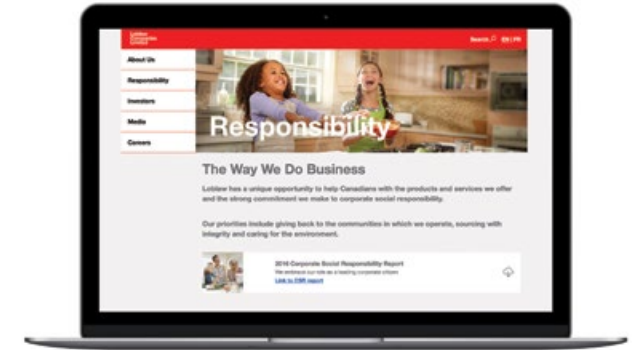 Loblaw
Companies
Limited
Search
EN | FR
About Us
Responsibility
Investors
Media
Careers
Responsibility
The Way We Do Business
Loblaw has a unique opportunity to help Canadians with the products and services we offer
and the strong commitment we make to corporate social responsibility.
Our priorities include giving back to the communities in which we operate, sourcing with
integrity and caring for the environment.
2016 Corporate Social Responsibility Report
We embrace our role as a leading corporate citizen
Link to CSR report